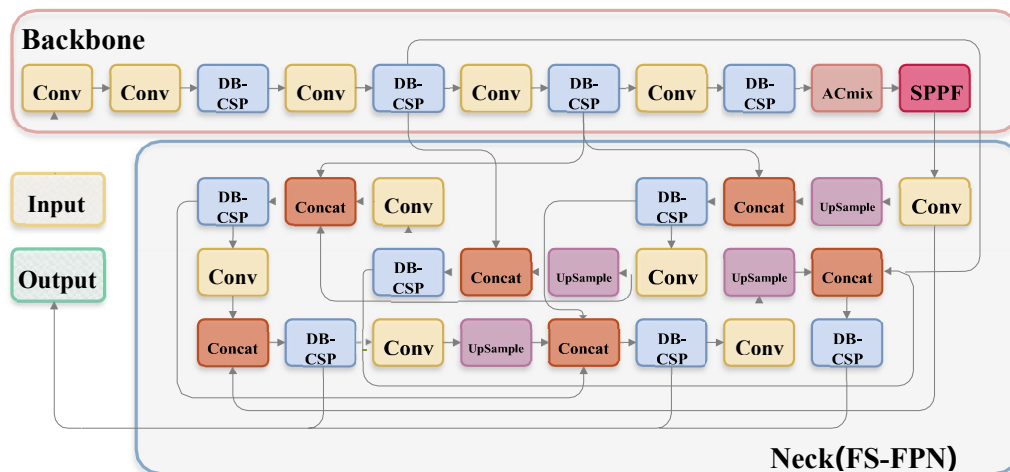 Backbone
Conv
Conv
DB-
CSP
Conv
DB-
CSP
Conv
DB-
CSP
Conv
DB-
CSP
ACmix
SPPF
Input
DB-
CSP
Concat
Conv
DB-
CSP
Concat
UpSample
Conv
Output
Conv
DB-
CSP
Concat
UpSample
Conv
UpSample
Concat
Concat
DB-
CSP
Conv
UpSample
Concat
DB-
CSP
Conv
DB-
CSP
Neck(FS-FPN)